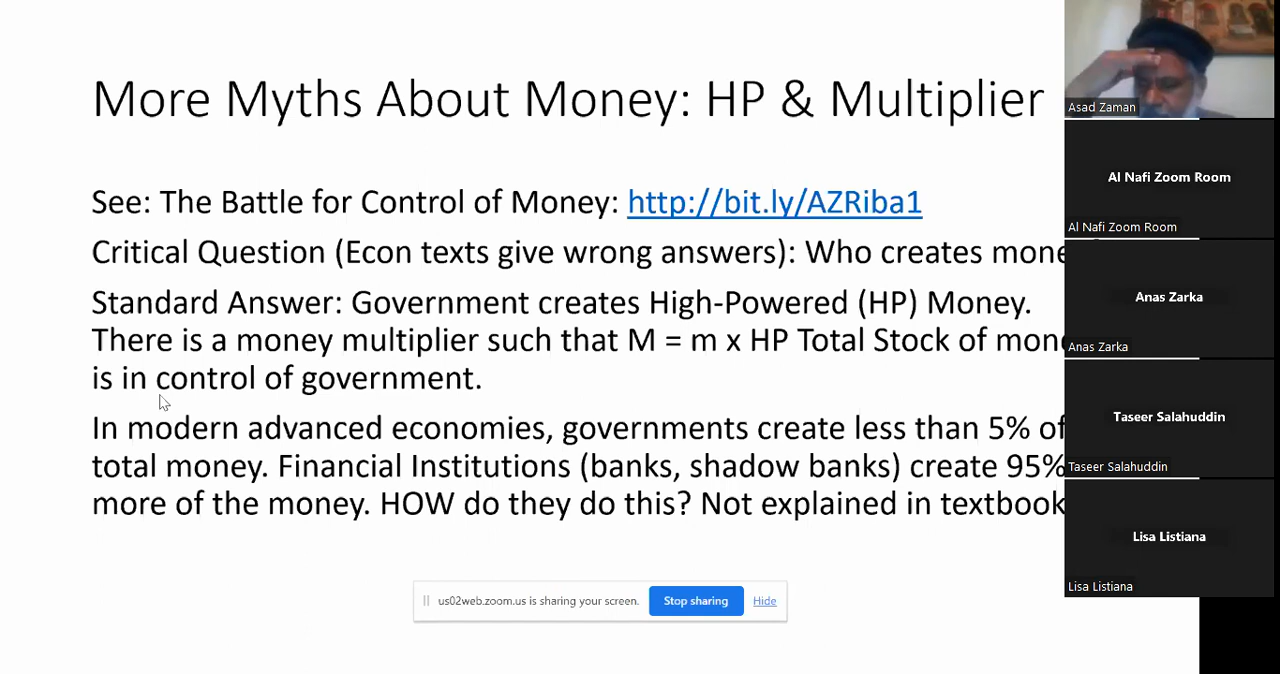 More Myths About Money: HP & Multiplier
See: The Battle for Control of Money: http://bit.ly/AZRiba1
Critical Question (Econ texts give wrong answers): Who creates mone
Standard Answer: Government creates High-Powered (HP) Money.
There is a money multiplier such that M = m x HP Total Stock of mone
is in control of government.
In modern advanced economies, governments create less than 5% of
total money. Financial Institutions (banks, shadow banks) create 95%
more of the money. HOW do they do this? Not explained in textbook
us02web.zoom.us is sharing your screen. Stop sharing Hide
Asad Zaman
Al Nafi Zoom Room
Al Nafi Zoom Room
Anas Zarka
Anas Zarka
Taseer Salahuddin
Taseer Salahuddin
Lisa Listiana
Lisa Listiana